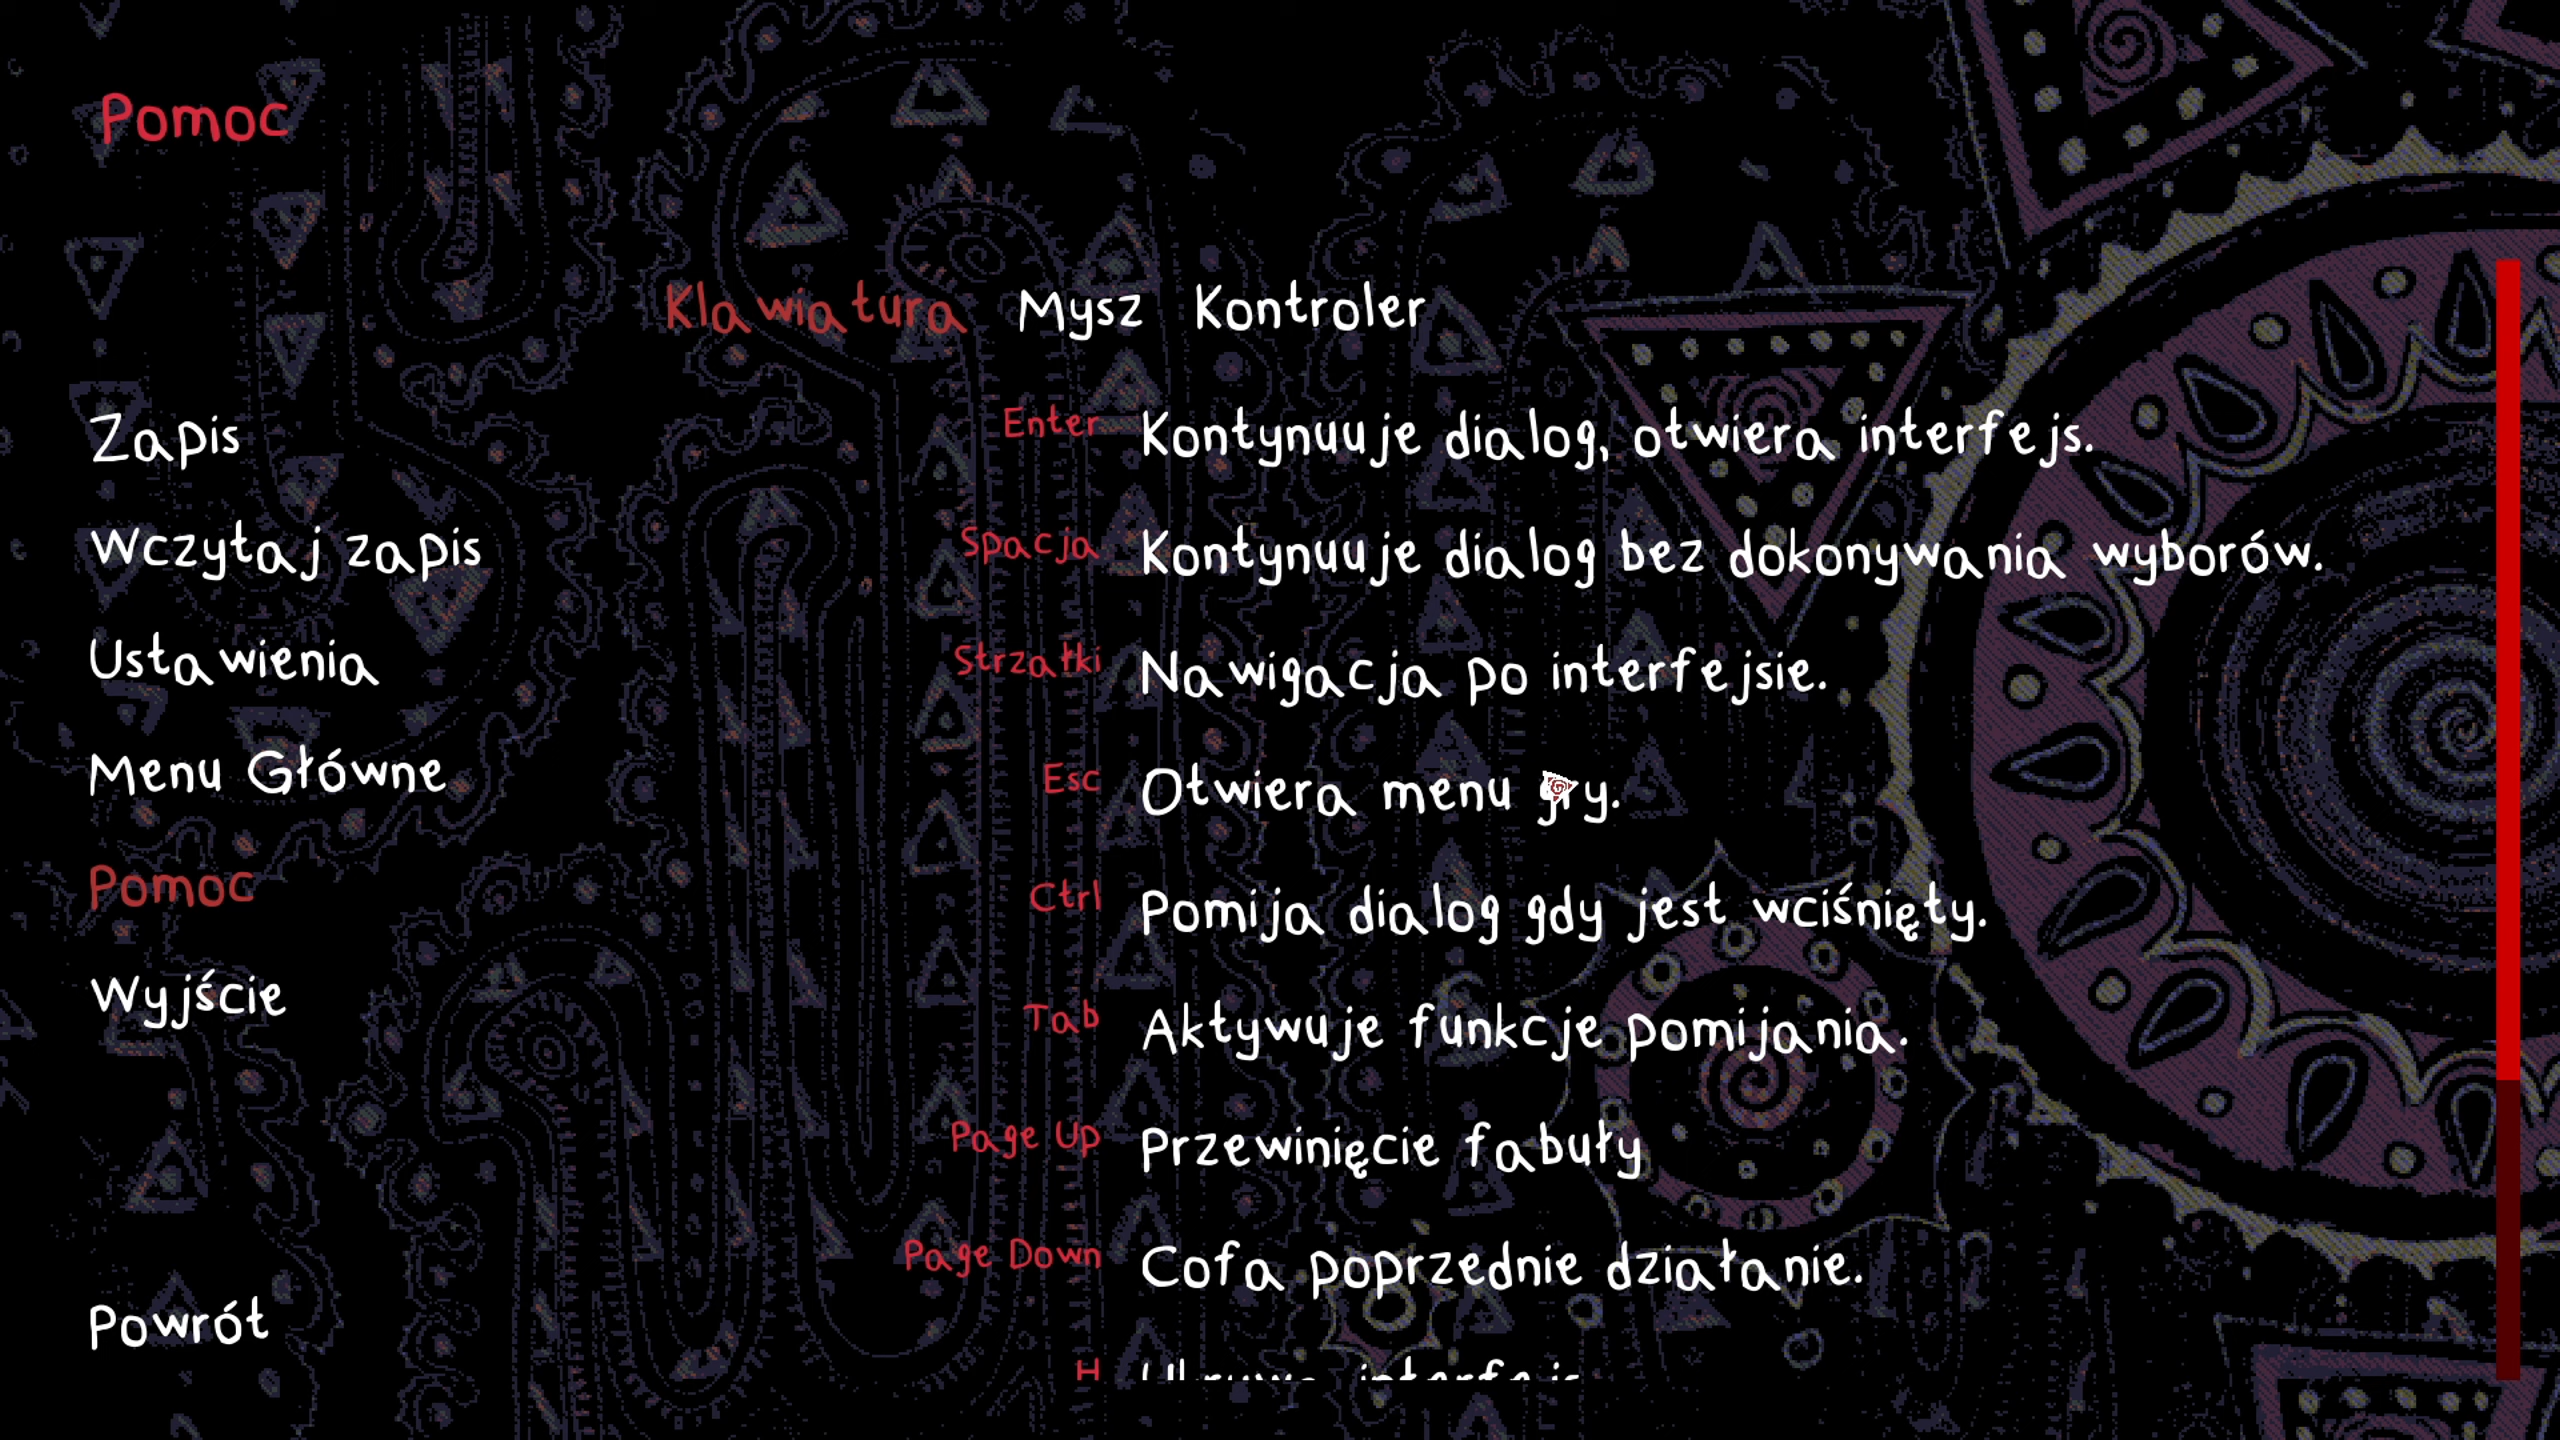 Pomoc
Klawiatura Mysz Kontroler
Zapis
Wczytaj zapis
Ustawienia
Menu Główne
Pomoc
Wyjście
Powrót
Enter Kontynuuje dialog, otwiera interfejs.
Spacja Kontynuuje dialog bez dokonywania wyborów.
Strzałki Nawigacja po interfejsie.
Esc Otwiera menu gry.
Ctrl Pomija dialog gdy jest wciśnięty.
Tab Aktywuje funkcje pomijania.
Page Up Przewinięcie fabuły
Page Down Cofa poprzednie działanie.
H Ukrywa interfejs